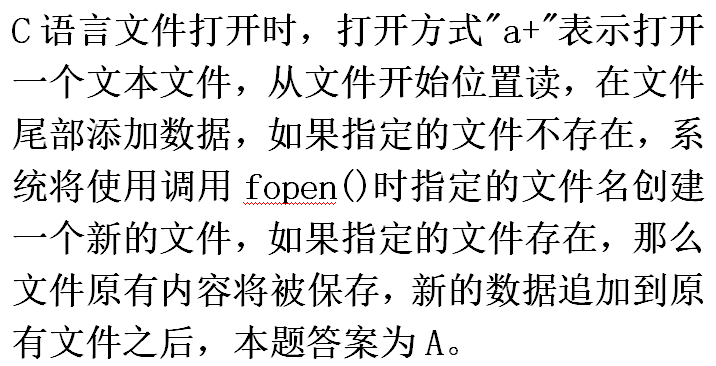 C语言文件打开时，打开方式"a+"表示打开
一个文本文件，从文件开始位置读，在文件
尾部添加数据，如果指定的文件不存在，系
统将使用调用 fopen()时指定的文件名创建
一个新的文件，如果指定的文件存在，那么
文件原有内容将被保存，新的数据追加到原
有文件之后，本题答案为 A。